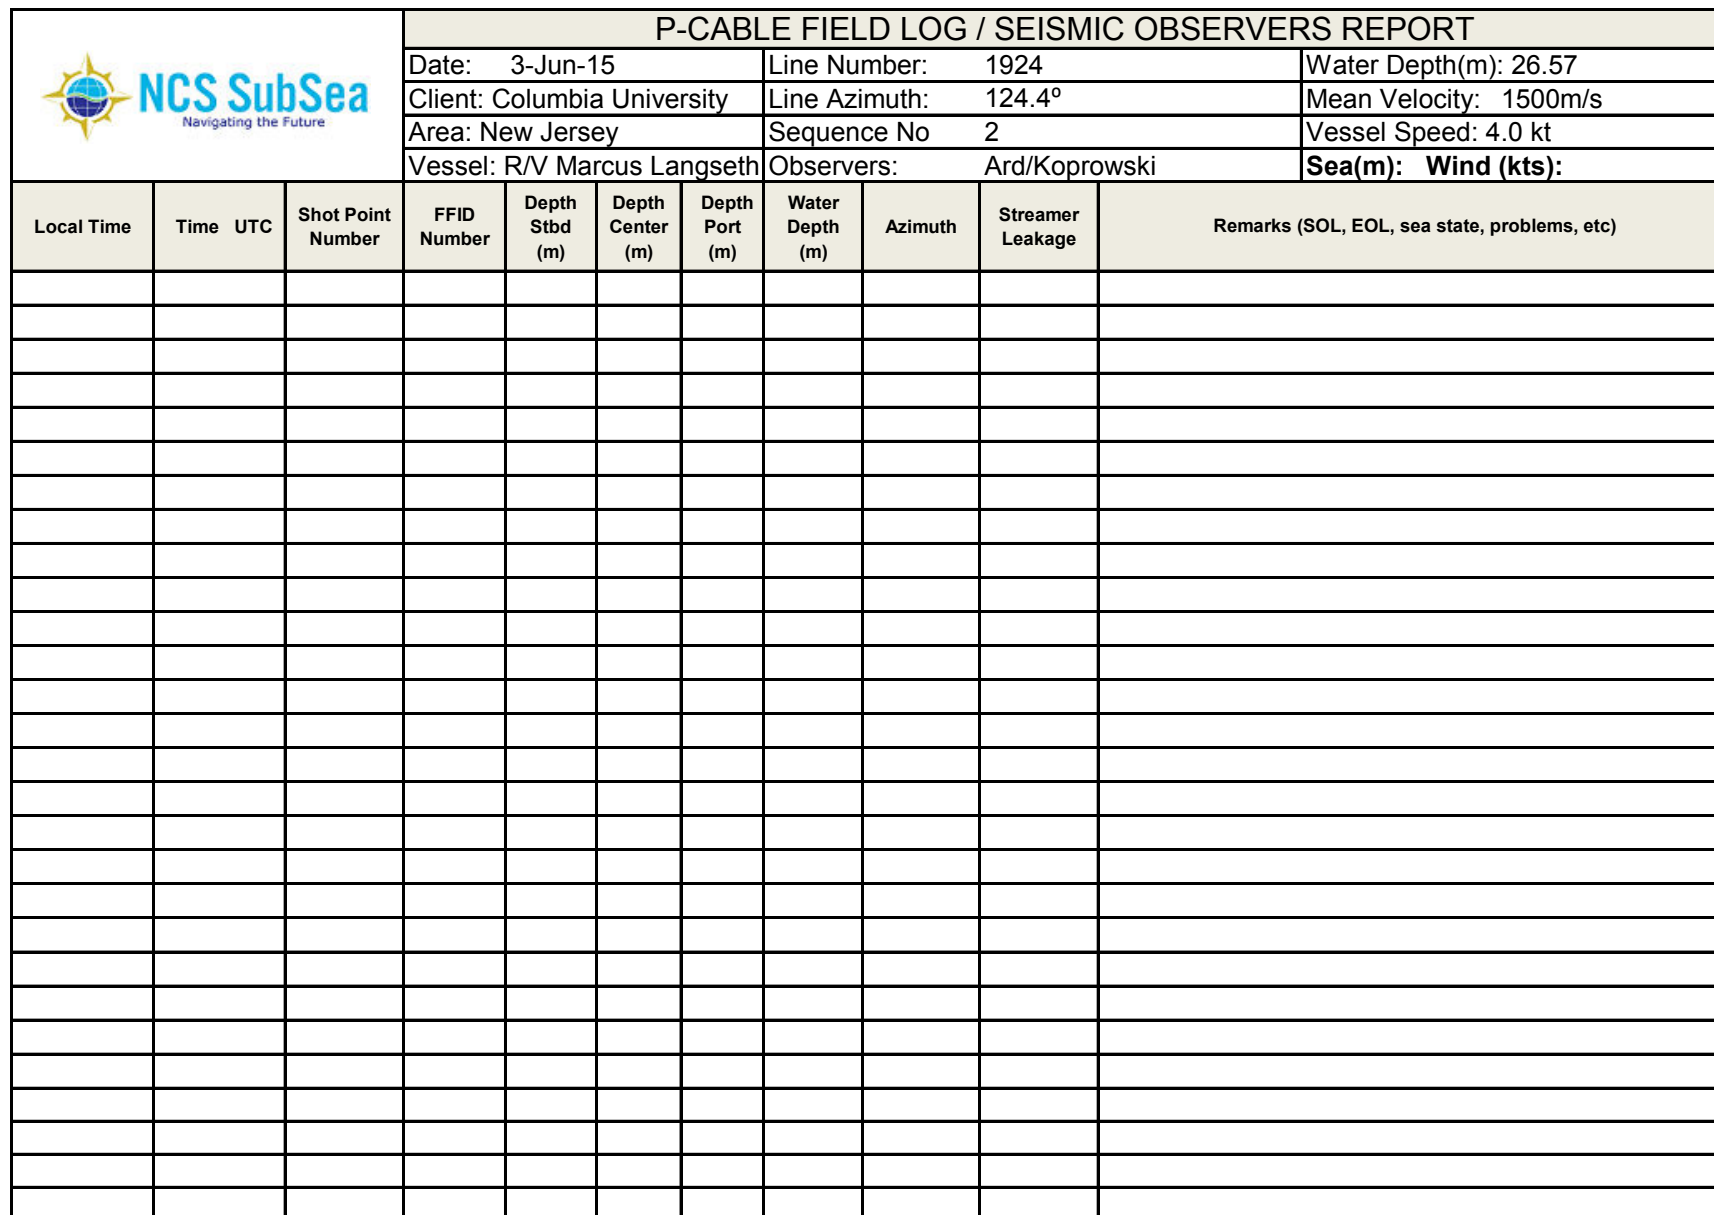 NCS SubSea
Navigating the Future
P-CABLE FIELD LOG / SEISMIC OBSERVERS REPORT
Date: 3-Jun-15 Line Number: 1924 Water Depth(m): 26.57
Client: Columbia University Line Azimuth: 124.4º Mean Velocity: 1500m/s
Area: New Jersey Sequence No 2 Vessel Speed: 4.0 kt
Vessel: R/V Marcus Langseth Observers: Ard/Koprowski Sea(m): Wind (kts):
Local Time
Time UTC
Shot Point
Number
FFID
Number
Depth
Stbd
(m)
Depth
Center
(m)
Depth
Port
(m)
Water
Depth
(m)
Azimuth
Streamer
Leakage
Remarks (SOL, EOL, sea state, problems, etc)